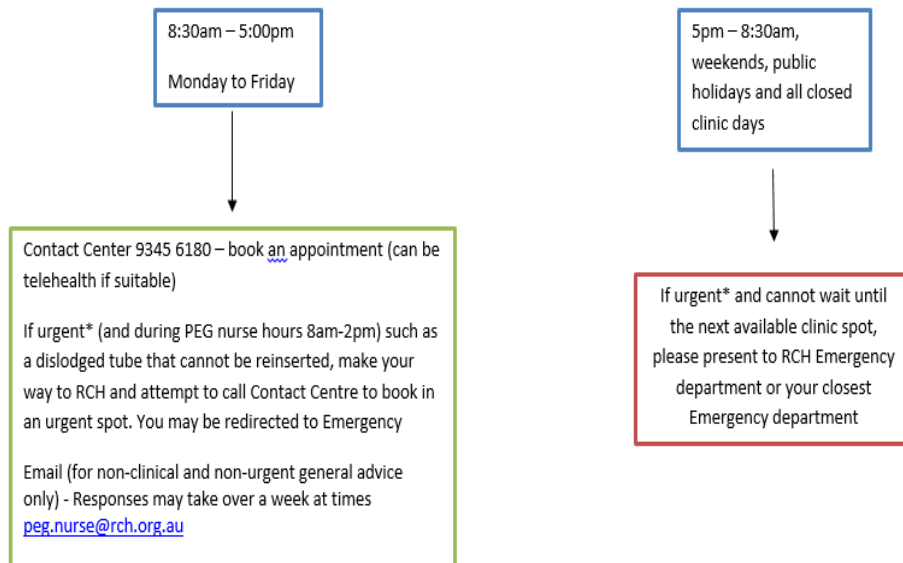 8:30am – 5:00pm
Monday to Friday
Contact Center 9345 6180 – book an appointment (can be
telehealth if suitable)
If urgent* (and during PEG nurse hours 8am-2pm) such as
a dislodged tube that cannot be reinserted, make your
way to RCH and attempt to call Contact Centre to book in
an urgent spot. You may be redirected to Emergency
Email (for non-clinical and non-urgent general advice
only) - Responses may take over a week at times
peg.nurse@rch.org.au
5pm – 8:30am,
weekends, public
holidays and all closed
clinic days
If urgent* and cannot wait until
the next available clinic spot,
please present to RCH Emergency
department or your closest
Emergency department